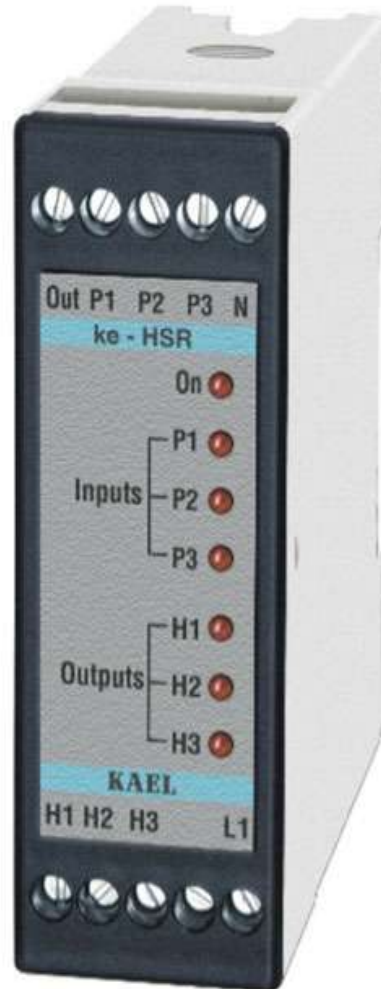 Out P1 P2 P3 N
ke - HSR
On
P1
Inputs
P2
P3
H1
Outputs
H2
H3
KAEL
H1 H2 H3 L1